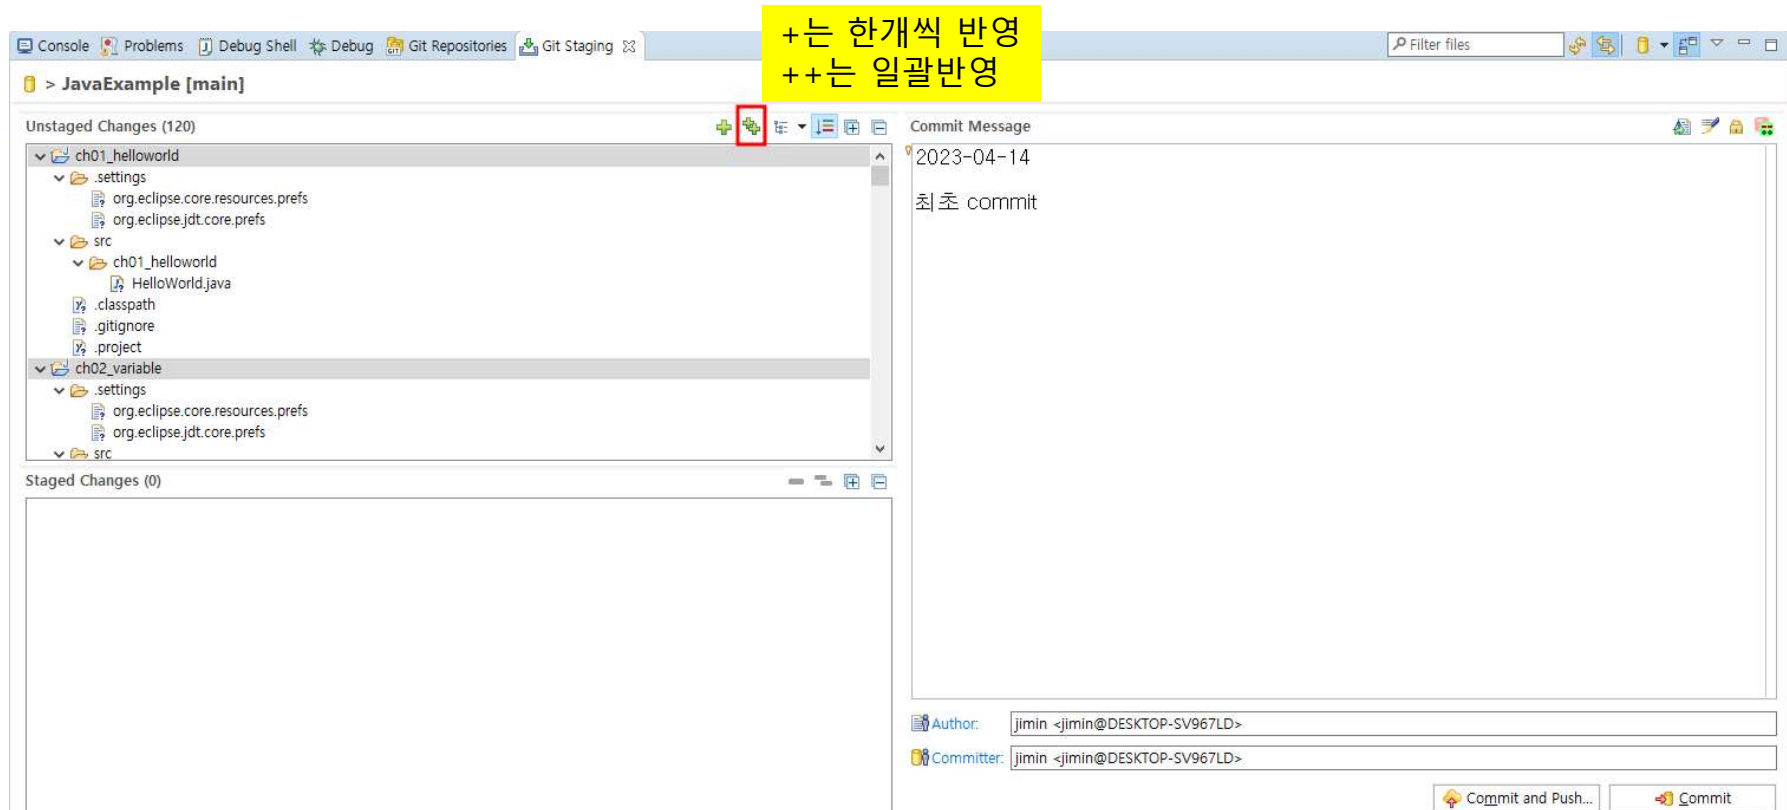 +는 한개씩 반영
++는 일괄반영
Console Problems Debug Shell Debug Git Repositories Git Staging
Filter files
> JavaExample [main]
Unstaged Changes (120)
ch01_helloworld
.settings
org.eclipse.core.resources.prefs
org.eclipse.jdt.core.prefs
src
ch01_helloworld
HelloWorld.java
.classpath
.gitignore
.project
ch02_variable
.settings
org.eclipse.core.resources.prefs
org.eclipse.jdt.core.prefs
src
Staged Changes (0)
Commit Message
2023-04-14
최초 commit
Author: jimin <jimin@DESKTOP-SV967LD>
Committer: jimin <jimin@DESKTOP-SV967LD>
Commit and Push... Commit